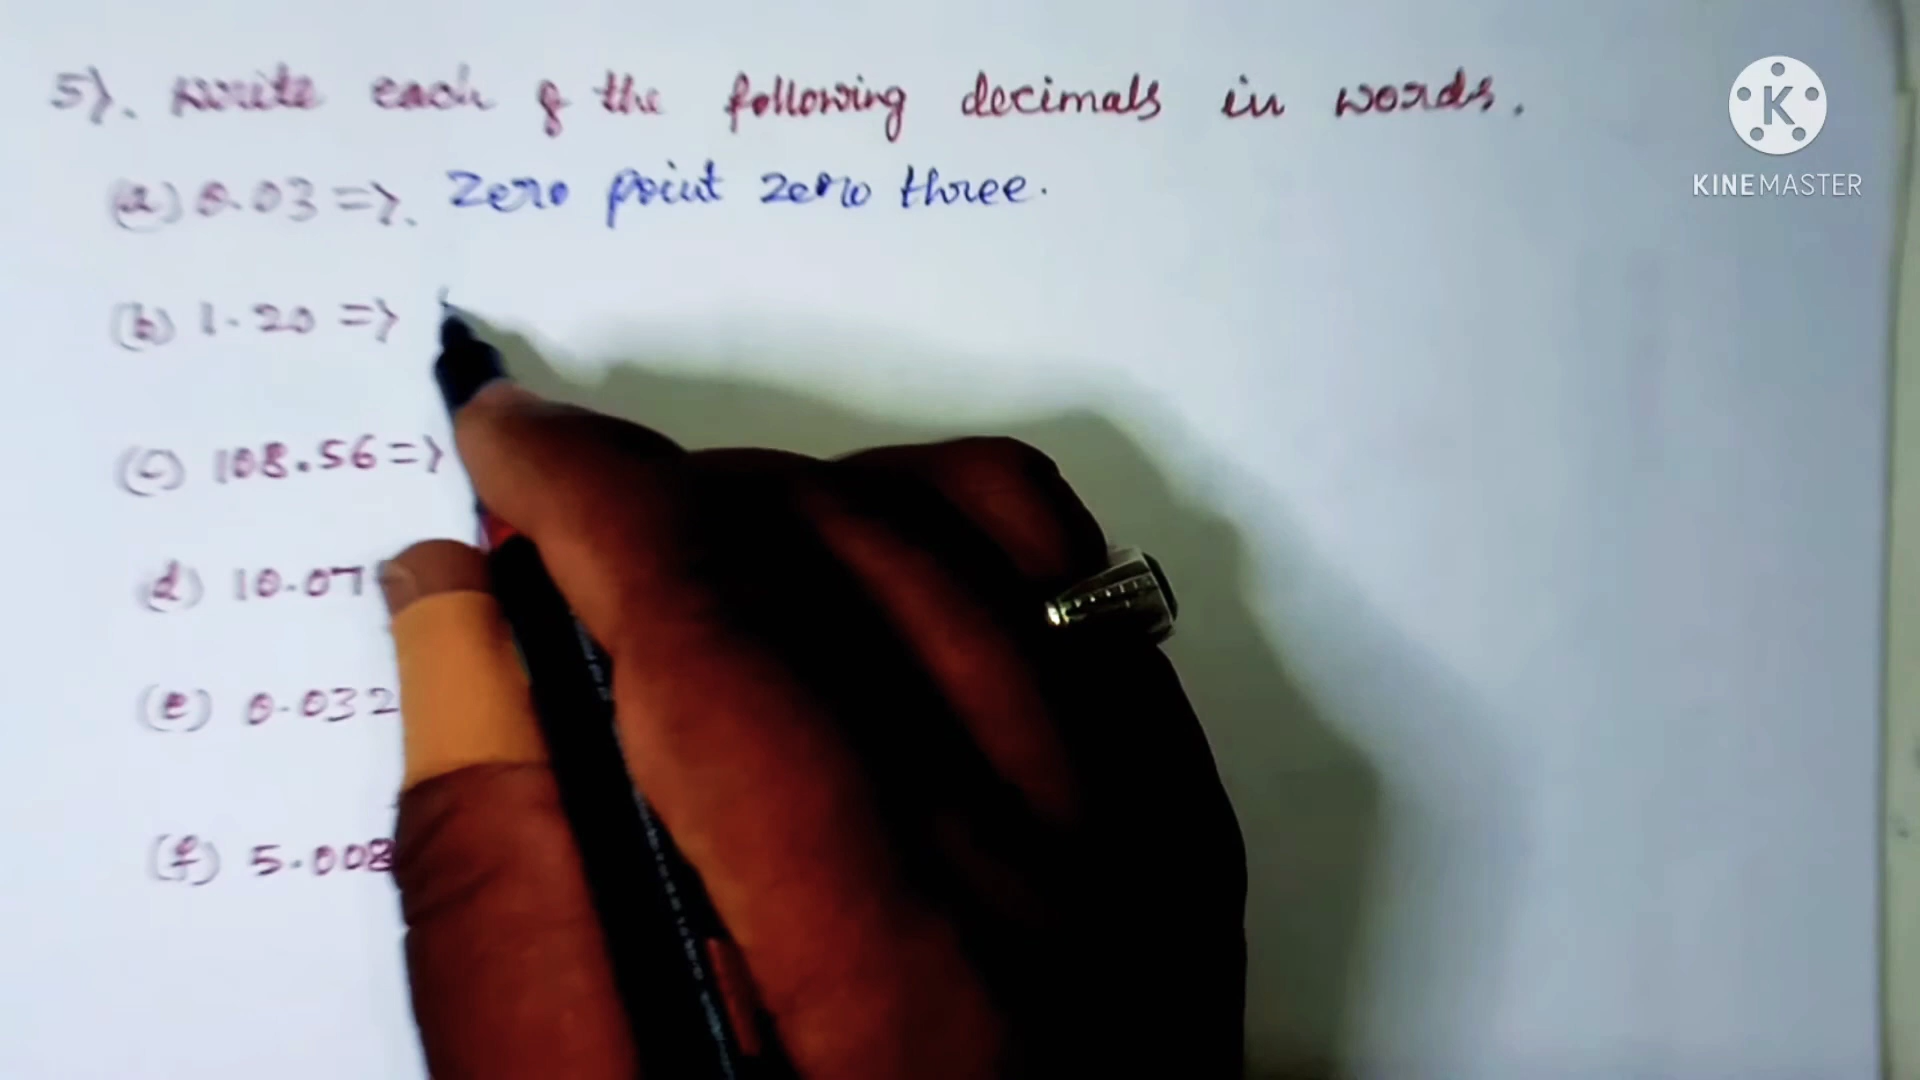 5). Write each of the following decimals in words.
K
KINEMASTER
(a) 0.03 =>. Zero point zero three.
(b) 1.20 =>
(c) 108.56 =>
d) 10.07
(e) 0.032
(f) 5.008